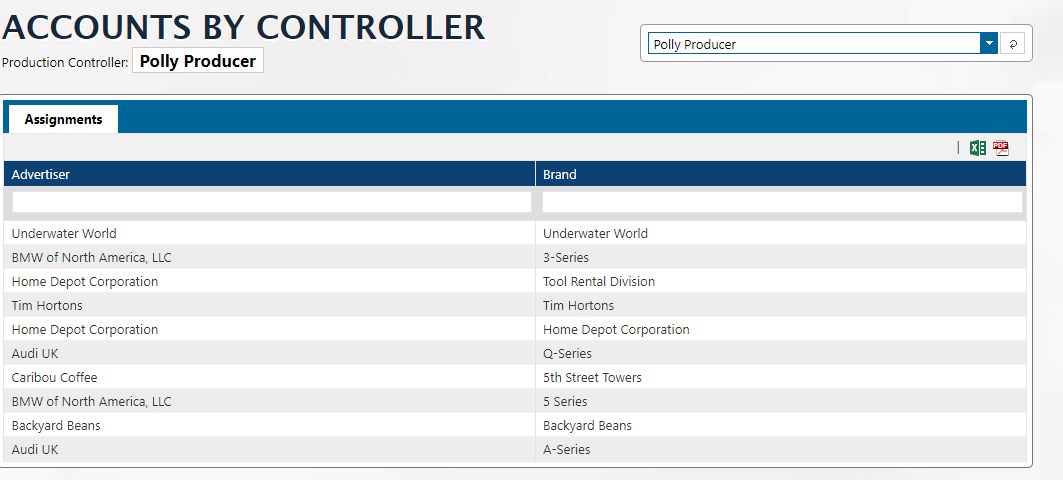 ACCOUNTS BY CONTROLLER
Production Controller: Polly Producer
Polly Producer
Assignments
PDF
Advertiser Brand
Underwater World Underwater World
BMW of North America, LLC 3-Series
Home Depot Corporation Tool Rental Division
Tim Hortons Tim Hortons
Home Depot Corporation Home Depot Corporation
Audi UK Q-Series
Caribou Coffee 5th Street Towers
BMW of North America, LLC 5 Series
Backyard Beans Backyard Beans
Audi UK A-Series